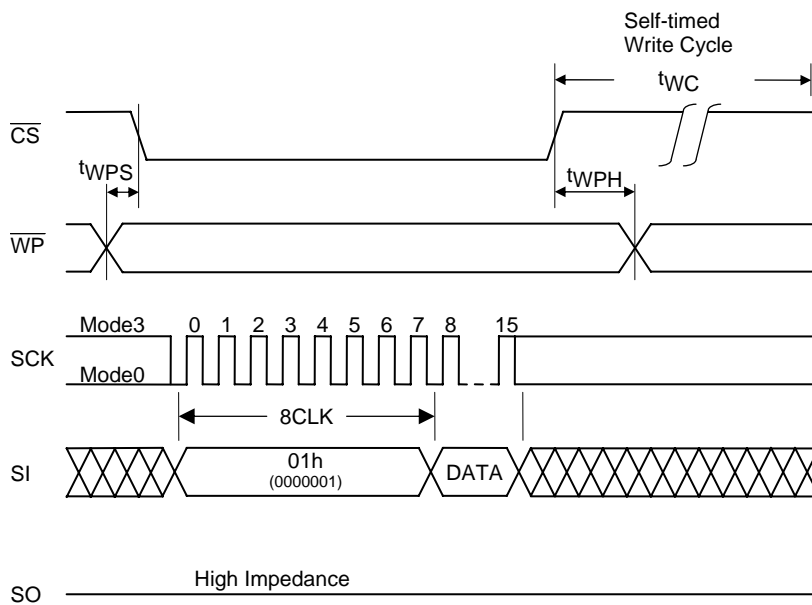 Self-timed
Write Cycle
tWC
CS
tWPS
tWPH
WP
Mode3 0 1 2 3 4 5 6 7 8 15
SCK
Mode0
8CLK
SI
01h
(0000001)
DATA
High Impedance
SO